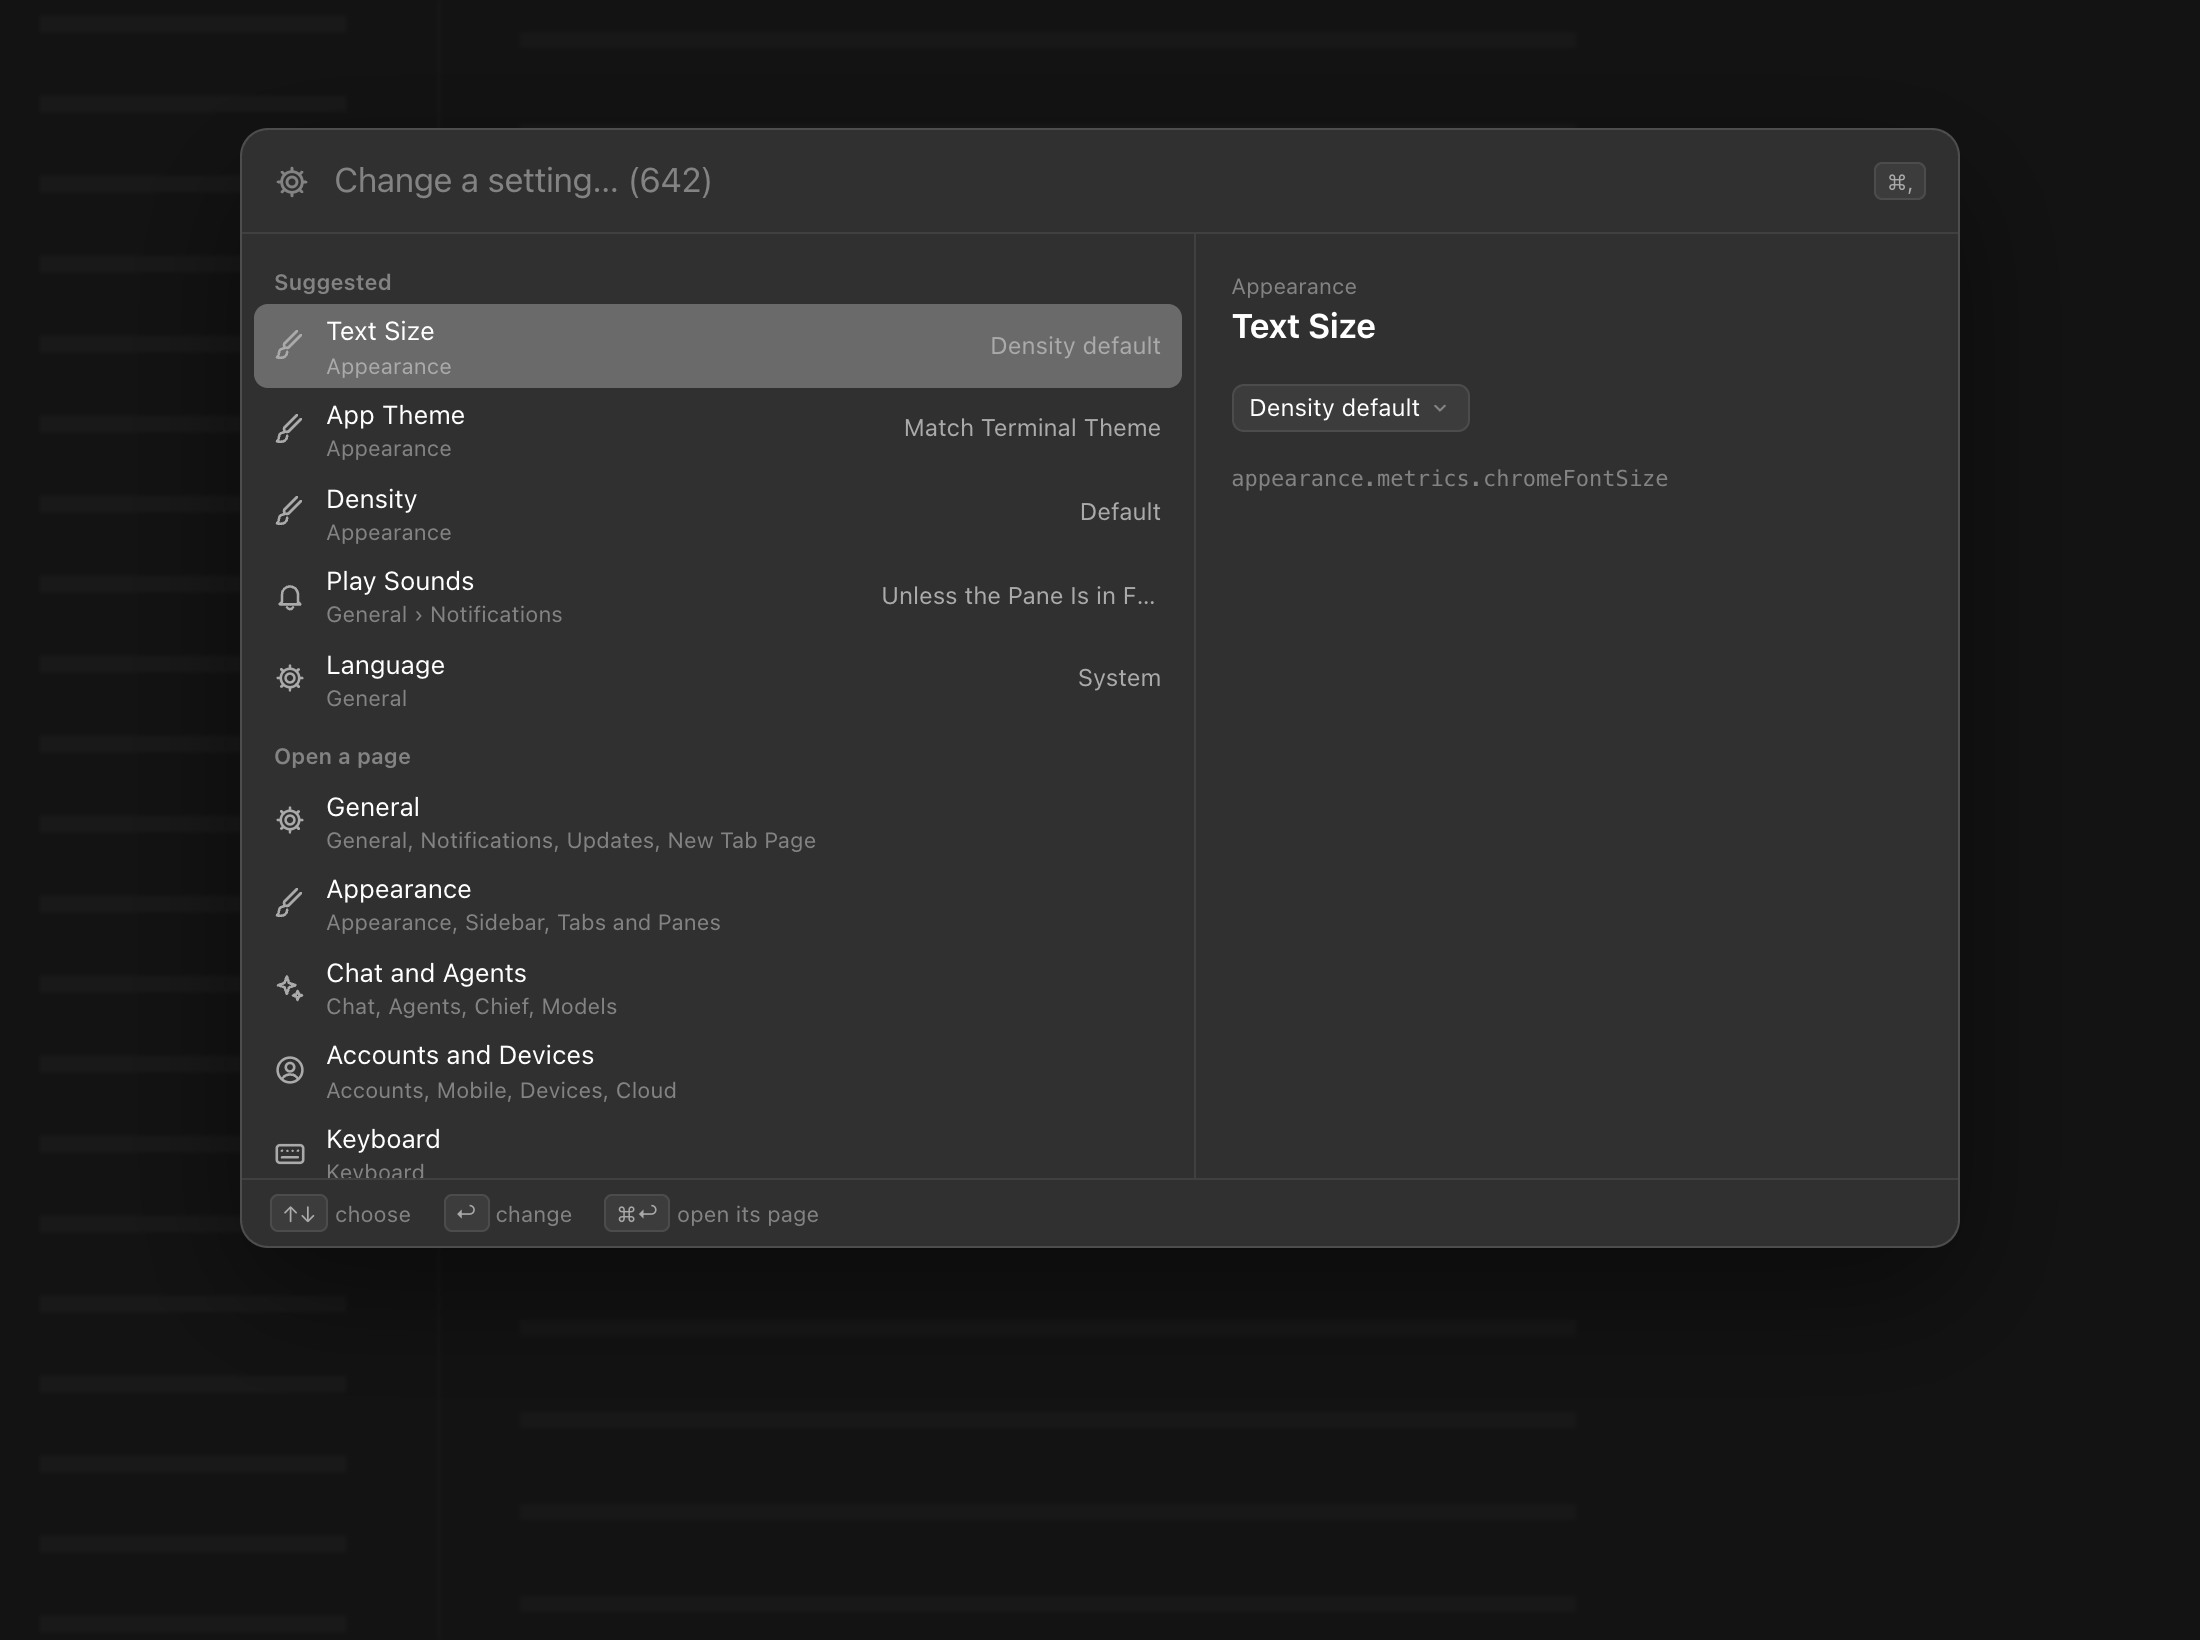 Change a setting... (642)
⌘,
Suggested
Text Size
Appearance
Density default
App Theme
Appearance
Match Terminal Theme
Density
Appearance
Default
Play Sounds
General › Notifications
Unless the Pane Is in F...
Language
General
System
Open a page
General
General, Notifications, Updates, New Tab Page
Appearance
Appearance, Sidebar, Tabs and Panes
Chat and Agents
Chat, Agents, Chief, Models
Accounts and Devices
Accounts, Mobile, Devices, Cloud
Keyboard
Keyboard
Appearance
Text Size
Density default
appearance.metrics.chromeFontSize
↑↓ choose ↩ change ⌘↩ open its page